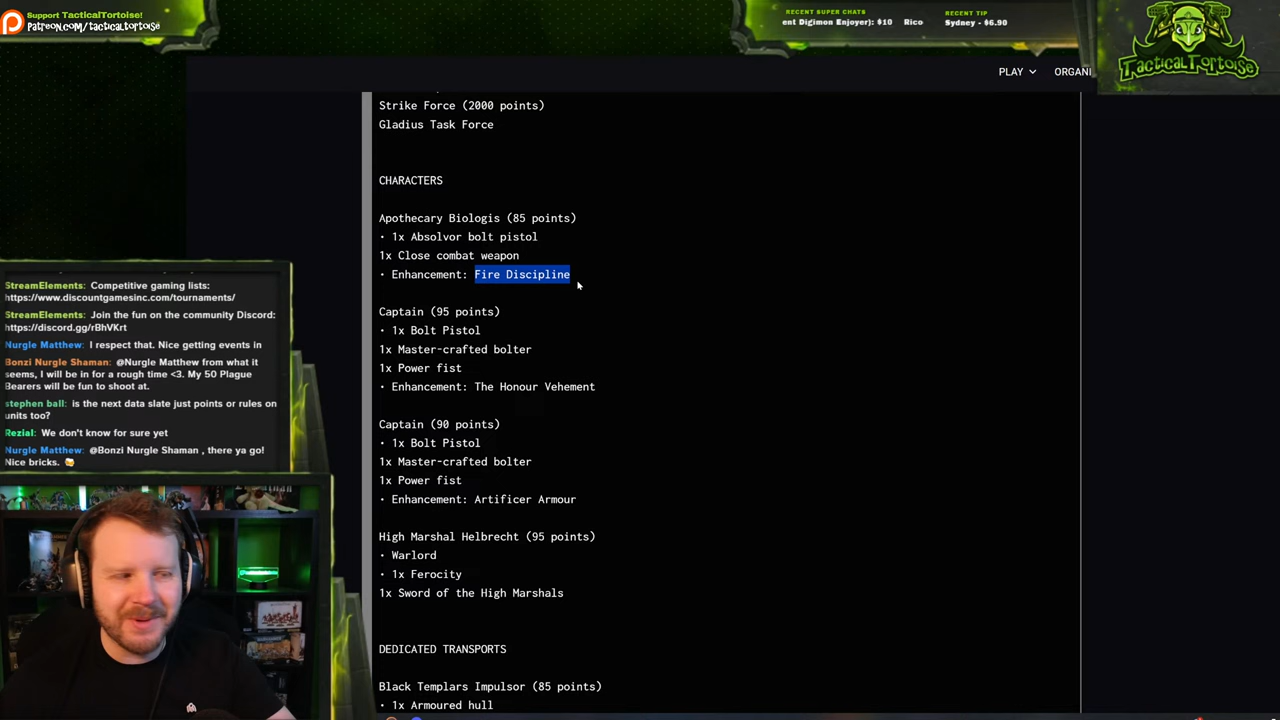 Support TacticalTortoise!
Patreon.com/tacticaltortoise
RECENT SUPER CHATS
ent Digimon Enjoyer): $10 Rico
RECENT TIP
Sydney - $6.90
TACTICALTORTOISE
PLAY ORGANI
Strike Force (2000 points)
Gladius Task Force
CHARACTERS
Apothecary Biologis (85 points)
• 1x Absolvor bolt pistol
1x Close combat weapon
• Enhancement: Fire Discipline
Captain (95 points)
• 1x Bolt Pistol
1x Master-crafted bolter
1x Power fist
• Enhancement: The Honour Vehement
Captain (90 points)
• 1x Bolt Pistol
1x Master-crafted bolter
1x Power fist
• Enhancement: Artificer Armour
High Marshal Helbrecht (95 points)
• Warlord
• 1x Ferocity
1x Sword of the High Marshals
DEDICATED TRANSPORTS
Black Templars Impulsor (85 points)
• 1x Armoured hull
StreamElements: Competitive gaming lists:
https://www.discountgamesinc.com/tournaments/
StreamElements: Join the fun on the community Discord:
https://discord.gg/rBhVKrt
Nurgle Matthew: I respect that. Nice getting events in
Bonzi Nurgle Shaman: @Nurgle Matthew from what it
seems, I will be in for a rough time <3. My 50 Plague
Bearers will be fun to shoot at.
stephen ball: is the next data slate just points or rules on
units too?
Rezial: We don't know for sure yet
Nurgle Matthew: @Bonzi Nurgle Shaman , there ya go!
Nice bricks. 🍻